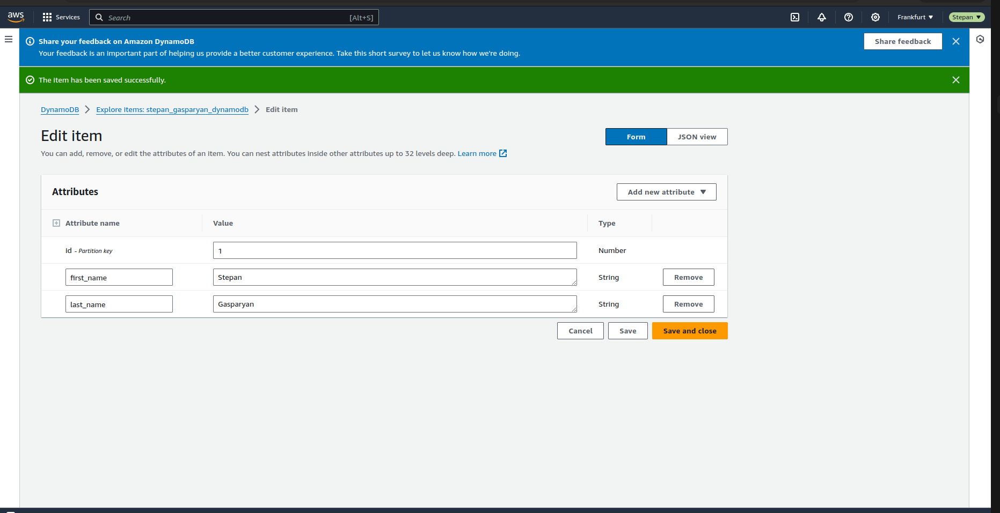 aws
Services
Search
[Alt+S]
Frankfurt
Stepan
Share your feedback on Amazon DynamoDB
Your feedback is an important part of helping us provide a better customer experience. Take this short survey to let us know how we're doing.
Share feedback
The item has been saved successfully.
DynamoDB
Explore items: stepan_gasparyan_dynamodb
Edit item
Edit item
Form
JSON view
You can add, remove, or edit the attributes of an item. You can nest attributes inside other attributes up to 32 levels deep. Learn more
Attributes
Add new attribute
Attribute name
Value
Type
id - Partition key
1
Number
first_name
Stepan
String
Remove
last_name
Gasparyan
String
Remove
Cancel
Save
Save and close